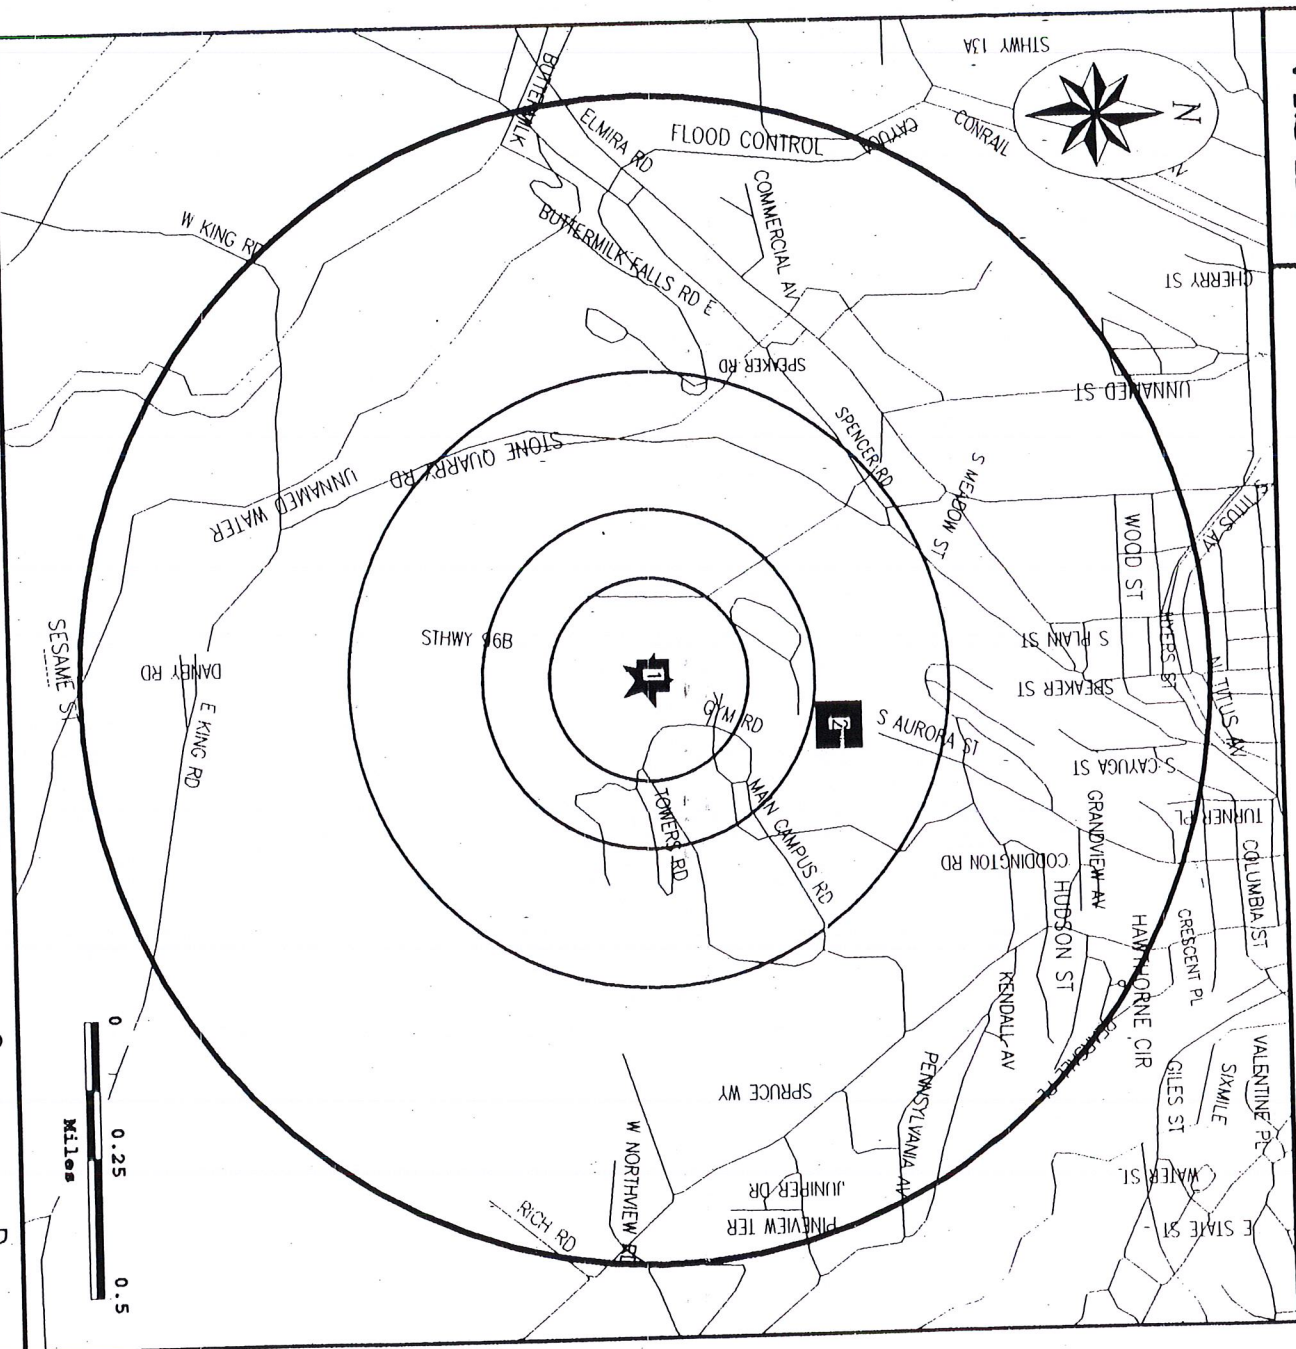 STHWY 13A
N
BUTTERMILK
ELMIRA RD
FLOOD CONTROL
CAYUGA
CONRAIL
COMMERCIAL AV
W KING RD
BUTTERMILK FALLS RD E
CHERRY ST
SPEAKER RD
UNNAMED ST
SPENCER RD
STONE QUARRY RD
UNNAMED WATER
S MEADOW ST
WOOD ST
S TITUS AV
STHWY 96B
S PLAIN ST
MYERS ST
SESAME ST
DANBY RD
1
SPEAKER ST
N TITUS AV
E KING RD
GYM RD
2
S AURORA ST
S CAYUGA ST
TOWERS RD
MAIN CAMPUS RD
CODDINGTON RD
GRANDVIEW AV
TURNER PL
COLUMBIA ST
HUDSON ST
HAWTHORNE CIR
CRESCENT PL
KENDALL AV
PEARSALL PL
PENNSYLVANIA AV
GILES ST
SIXMILE
VALENTINE PL
SPRUCE WY
W NORTHVIEW RD
JUNIPER DR
PINEVIEW TER
WATER ST
E STATE ST
RICH RD
0
0.25
0.5
Miles